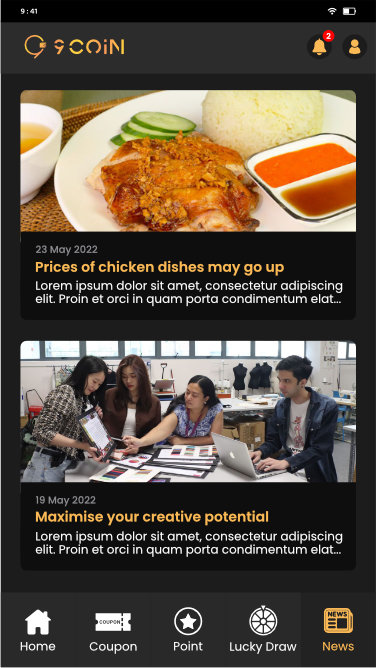 9:41
9COIN
2
23 May 2022
Prices of chicken dishes may go up
Lorem ipsum dolor sit amet, consectetur adipiscing
elit. Proin et orci in quam porta condimentum elat...
19 May 2022
Maximise your creative potential
Lorem ipsum dolor sit amet, consectetur adipiscing
elit. Proin et orci in quam porta condimentum elat...
COUPON
NEWS
Home
Coupon
Point
Lucky Draw
News